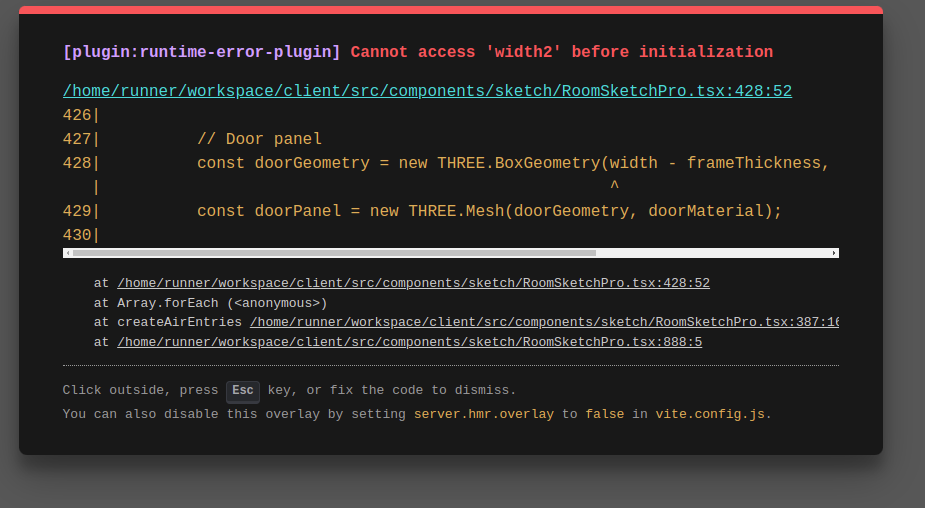 [plugin:runtime-error-plugin] Cannot access 'width2' before initialization
/home/runner/workspace/client/src/components/sketch/RoomSketchPro.tsx:428:52
426|
427|          // Door panel
428|          const doorGeometry = new THREE.BoxGeometry(width - frameThickness,
   |                                                     ^
429|          const doorPanel = new THREE.Mesh(doorGeometry, doorMaterial);
430|
at /home/runner/workspace/client/src/components/sketch/RoomSketchPro.tsx:428:52
at Array.forEach (<anonymous>)
at createAirEntries /home/runner/workspace/client/src/components/sketch/RoomSketchPro.tsx:387:16
at /home/runner/workspace/client/src/components/sketch/RoomSketchPro.tsx:888:5
Click outside, press Esc key, or fix the code to dismiss.
You can also disable this overlay by setting server.hmr.overlay to false in vite.config.js.